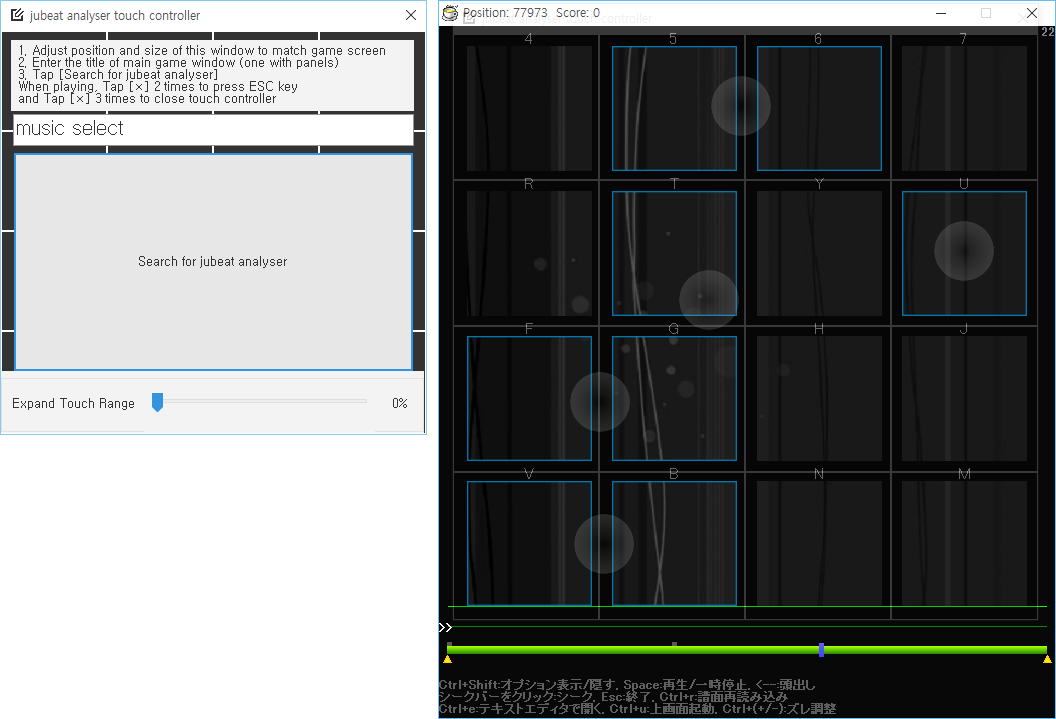 jubeat analyser touch controller
1. Adjust position and size of this window to match game screen
2. Enter the title of main game window (one with panels)
3. Tap [Search for jubeat analyser]
When playing, Tap [×] 2 times to press ESC key
and Tap [×] 3 times to close touch controller
music select
Search for jubeat analyser
Expand Touch Range 0%
Position: 77973 Score: 0
22
4 5 6 7
R T Y U
F G H J
V B N M
Ctrl+Shift:オプション表示/隠す, Space:再生/一時停止, <---:頭出し
シークバーをクリック:シーク, Esc:終了, Ctrl+r:譜面再読み込み
Ctrl+e:テキストエディタで開く, Ctrl+u:上画面起動, Ctrl+(+/-):ズレ調整